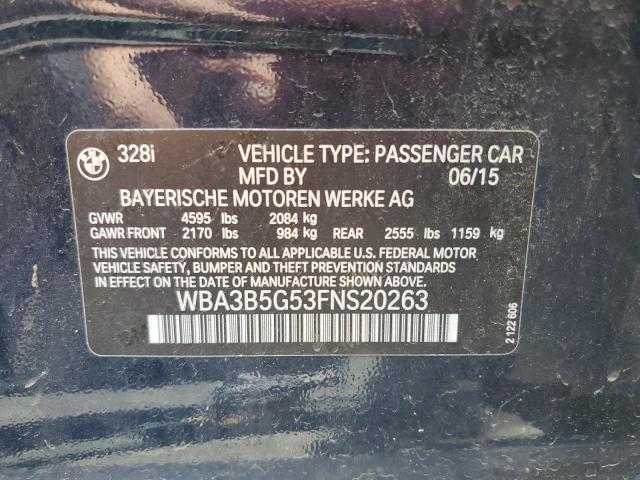 BMW
328i VEHICLE TYPE: PASSENGER CAR
MFD BY 06/15
BAYERISCHE MOTOREN WERKE AG
GVWR 4595 lbs 2084 kg
GAWR FRONT 2170 lbs 984 kg REAR 2555 lbs 1159 kg
THIS VEHICLE CONFORMS TO ALL APPLICABLE U.S. FEDERAL MOTOR
VEHICLE SAFETY, BUMPER AND THEFT PREVENTION STANDARDS
IN EFFECT ON THE DATE OF MANUFACTURE SHOWN ABOVE.
WBA3B5G53FNS20263
2 122 606